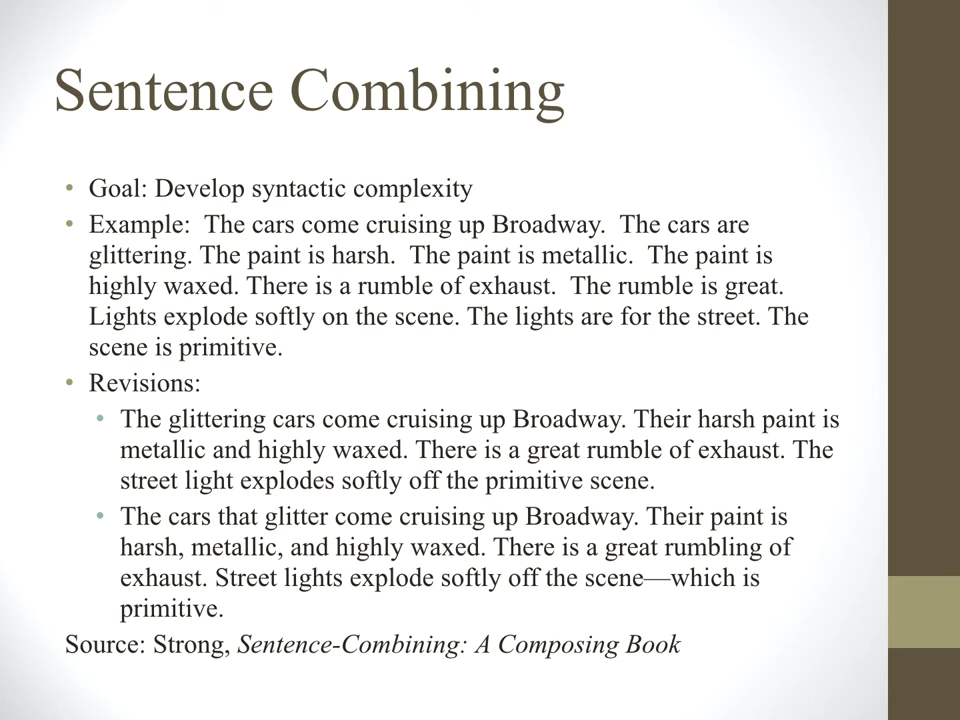 Sentence Combining
• Goal: Develop syntactic complexity
• Example:  The cars come cruising up Broadway.  The cars are
glittering. The paint is harsh.  The paint is metallic.  The paint is
highly waxed. There is a rumble of exhaust.  The rumble is great.
Lights explode softly on the scene. The lights are for the street. The
scene is primitive.
• Revisions:
• The glittering cars come cruising up Broadway. Their harsh paint is
metallic and highly waxed. There is a great rumble of exhaust. The
street light explodes softly off the primitive scene.
• The cars that glitter come cruising up Broadway. Their paint is
harsh, metallic, and highly waxed. There is a great rumbling of
exhaust. Street lights explode softly off the scene—which is
primitive.
Source: Strong, Sentence-Combining: A Composing Book